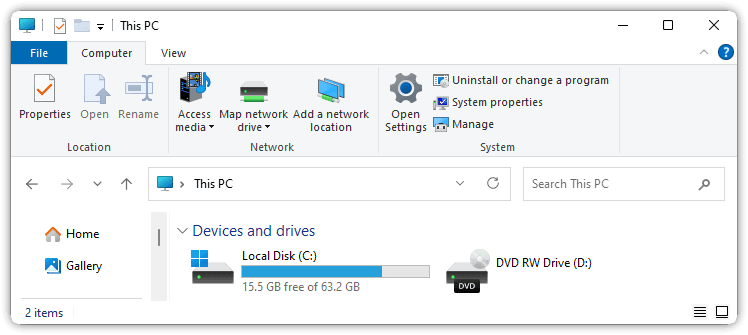 This PC
File Computer View
Properties Open Rename
Access media Map network drive Add a network location
Open Settings
Uninstall or change a program
System properties
Manage
Location Network System
This PC Search This PC
Home
Gallery
Devices and drives
Local Disk (C:)
15.5 GB free of 63.2 GB
DVD RW Drive (D:)
DVD
2 items